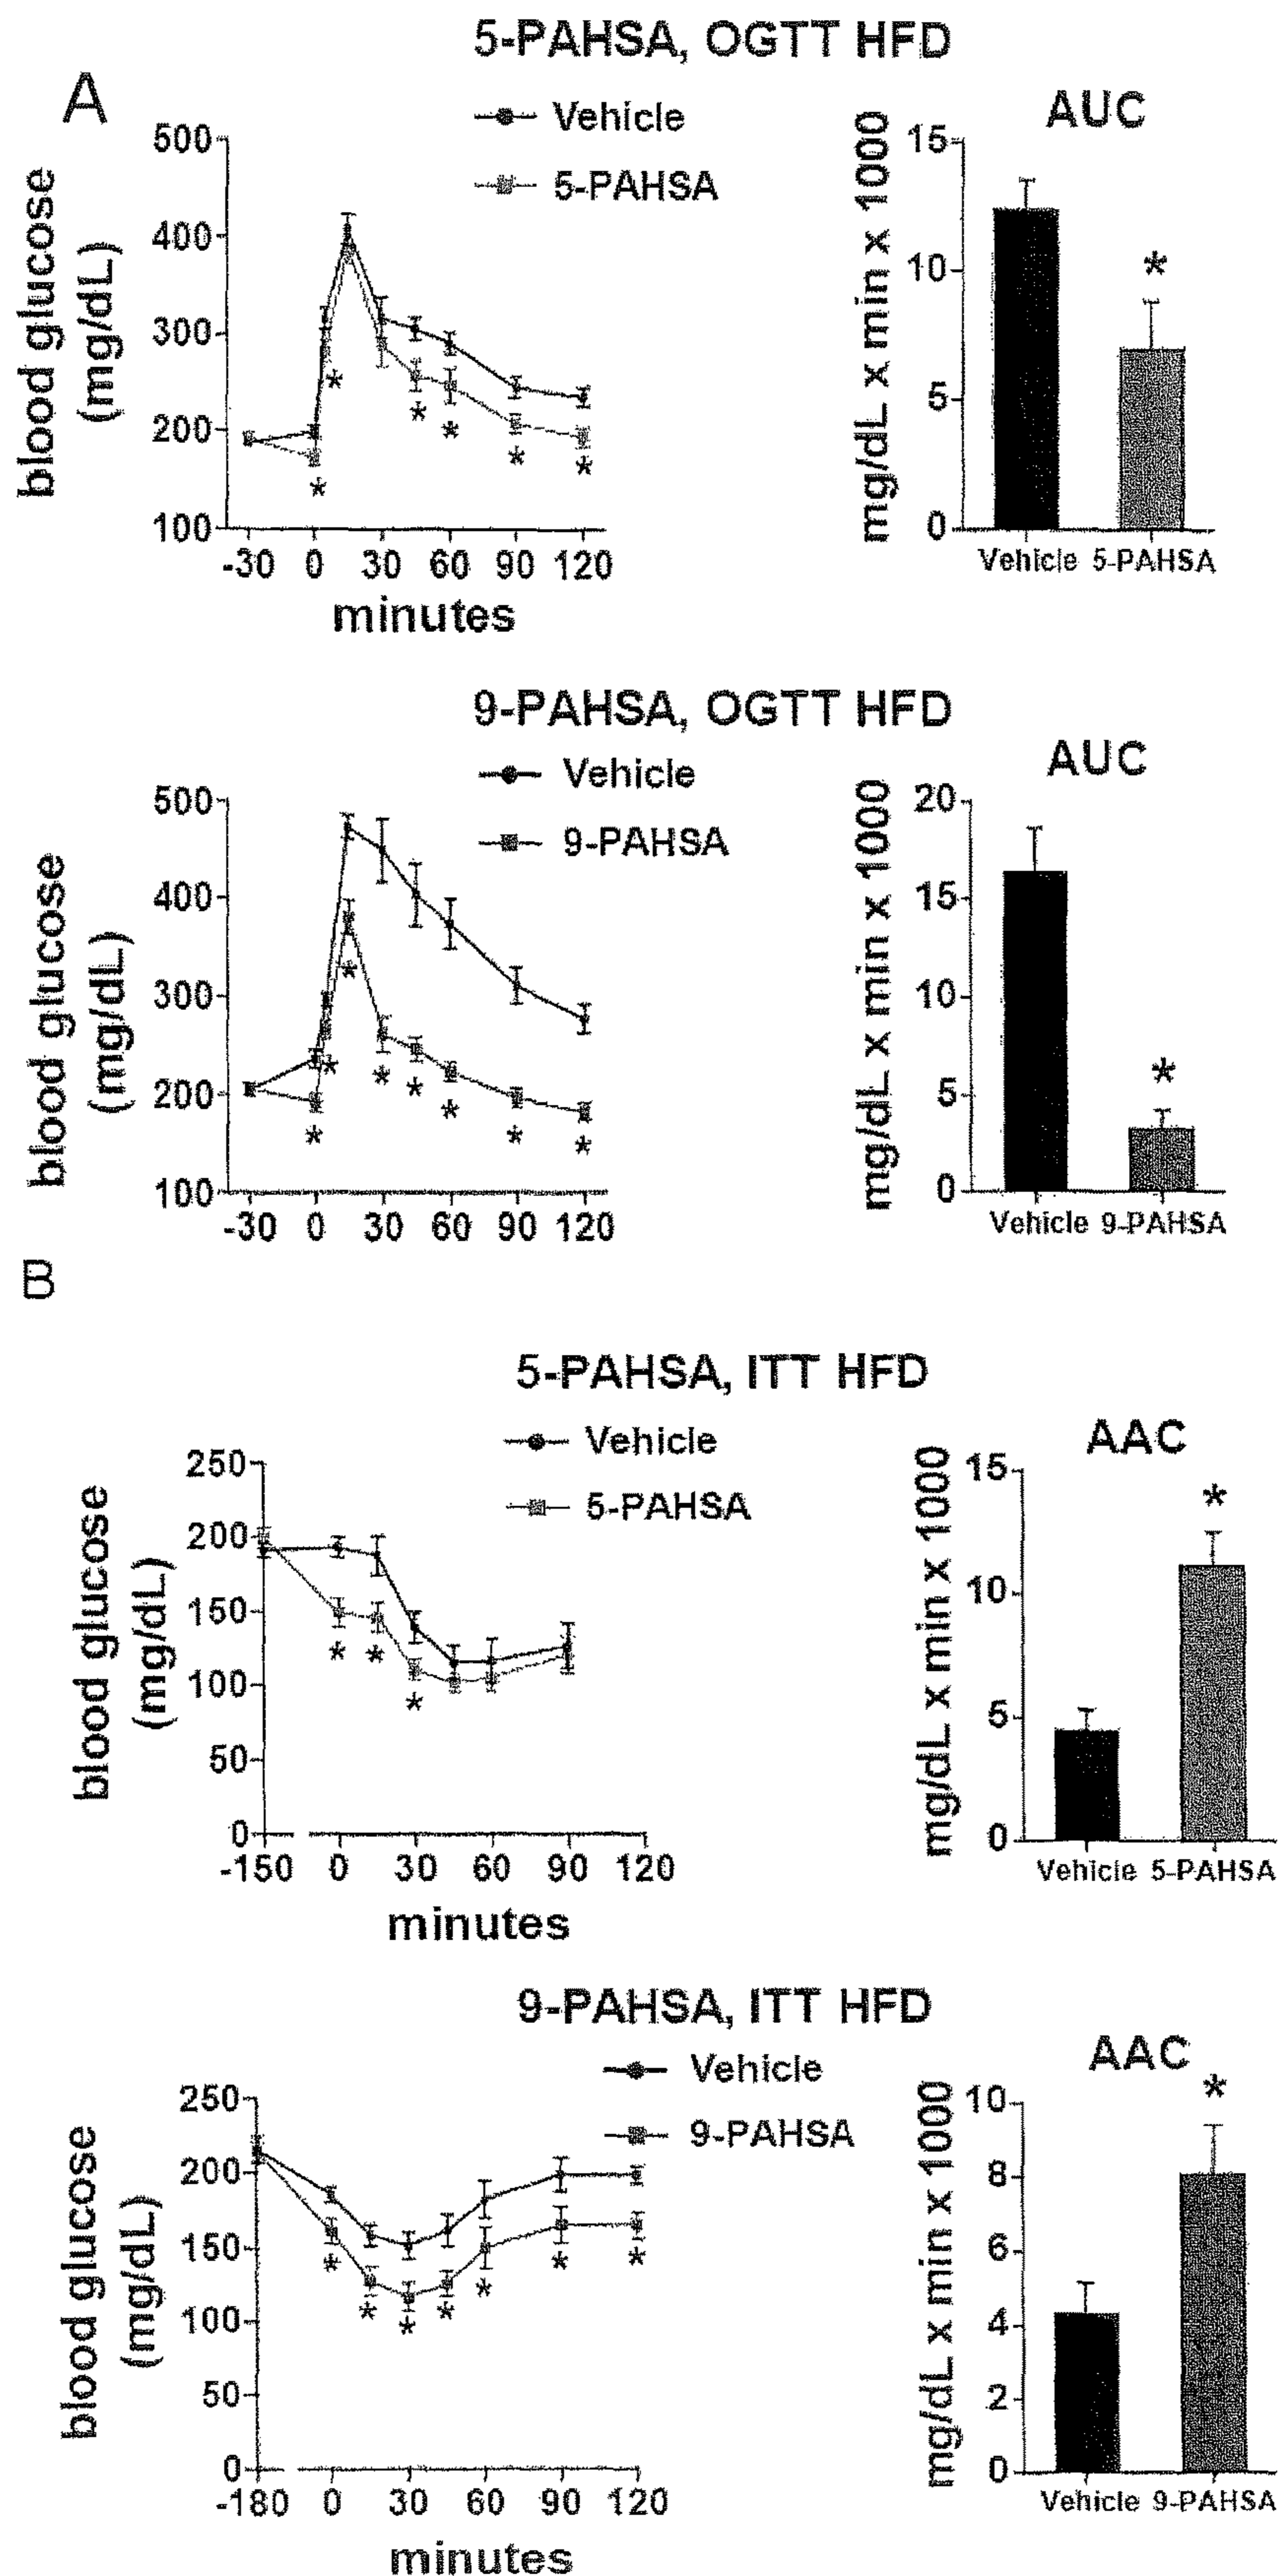 5-PAHSA, OGTT HFD
A
Vehicle
5-PAHSA
blood glucose
(mg/dL)
500
400
300
200
100
* * * * * *
-30 0 30 60 90 120
minutes
AUC
mg/dL x min x 1000
15
10
5
0
*
Vehicle 5-PAHSA
9-PAHSA, OGTT HFD
Vehicle
9-PAHSA
blood glucose
(mg/dL)
500
400
300
200
100
* * * * * * * *
-30 0 30 60 90 120
AUC
mg/dL x min x 1000
20
15
10
5
0
*
Vehicle 9-PAHSA
B
5-PAHSA, ITT HFD
Vehicle
5-PAHSA
blood glucose
(mg/dL)
250
200
150
100
50
0
* * *
-150 0 30 60 90 120
minutes
AAC
mg/dL x min x 1000
15
10
5
0
*
Vehicle 5-PAHSA
9-PAHSA, ITT HFD
Vehicle
9-PAHSA
blood glucose
(mg/dL)
250
200
150
100
50
0
* * * * * * *
-180 0 30 60 90 120
minutes
AAC
mg/dL x min x 1000
10
8
6
4
2
0
*
Vehicle 9-PAHSA